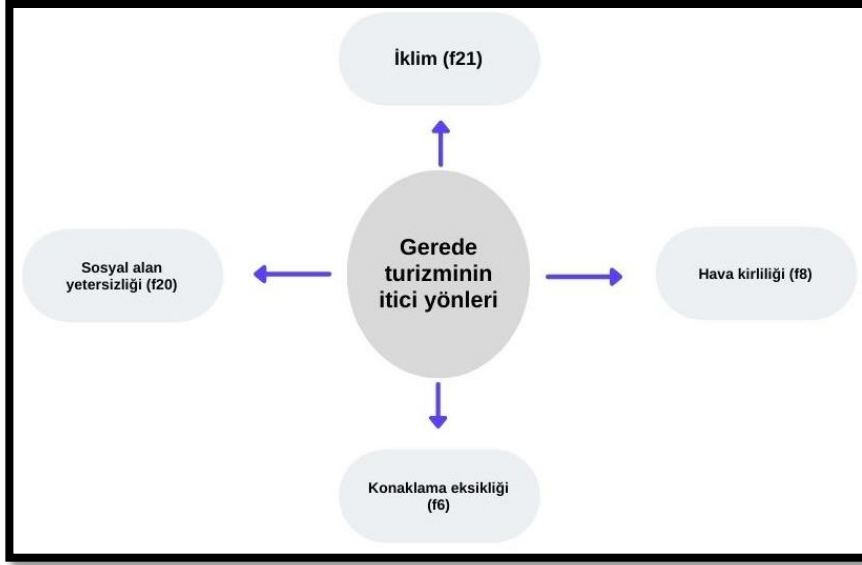 İklim (f21)
Gerede
turizminin
itici yönleri
Sosyal alan
yetersizliği (f20)
Hava kirliliği (f8)
Konaklama eksikliği
(f6)